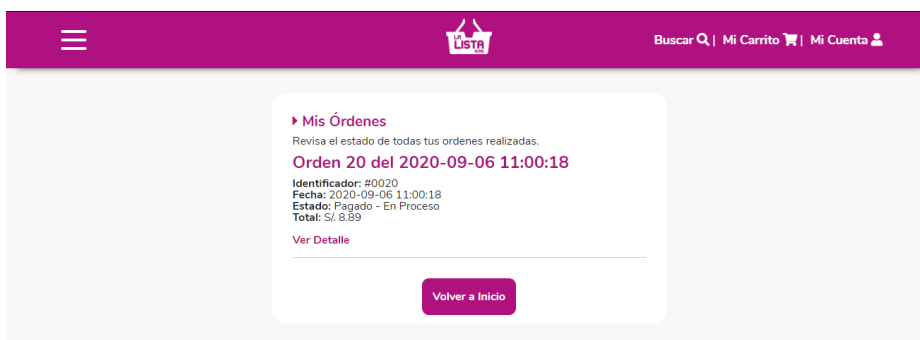 LA
LISTA
Buscar | Mi Carrito | Mi Cuenta
Mis Órdenes
Revisa el estado de todas tus ordenes realizadas.
Orden 20 del 2020-09-06 11:00:18
Identificador: #0020
Fecha: 2020-09-06 11:00:18
Estado: Pagado - En Proceso
Total: S/. 8.89
Ver Detalle
Volver a Inicio